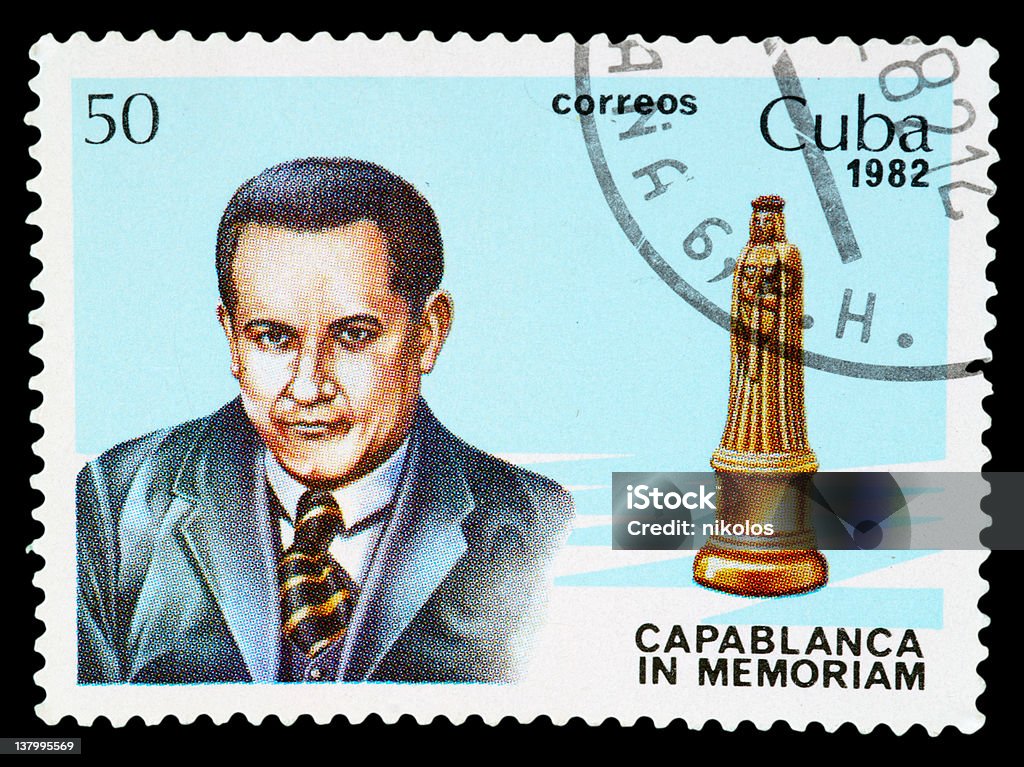 50
correos
Cuba
1982
iStock
Credit: nikolos
CAPABLANCA
IN MEMORIAM
137995569